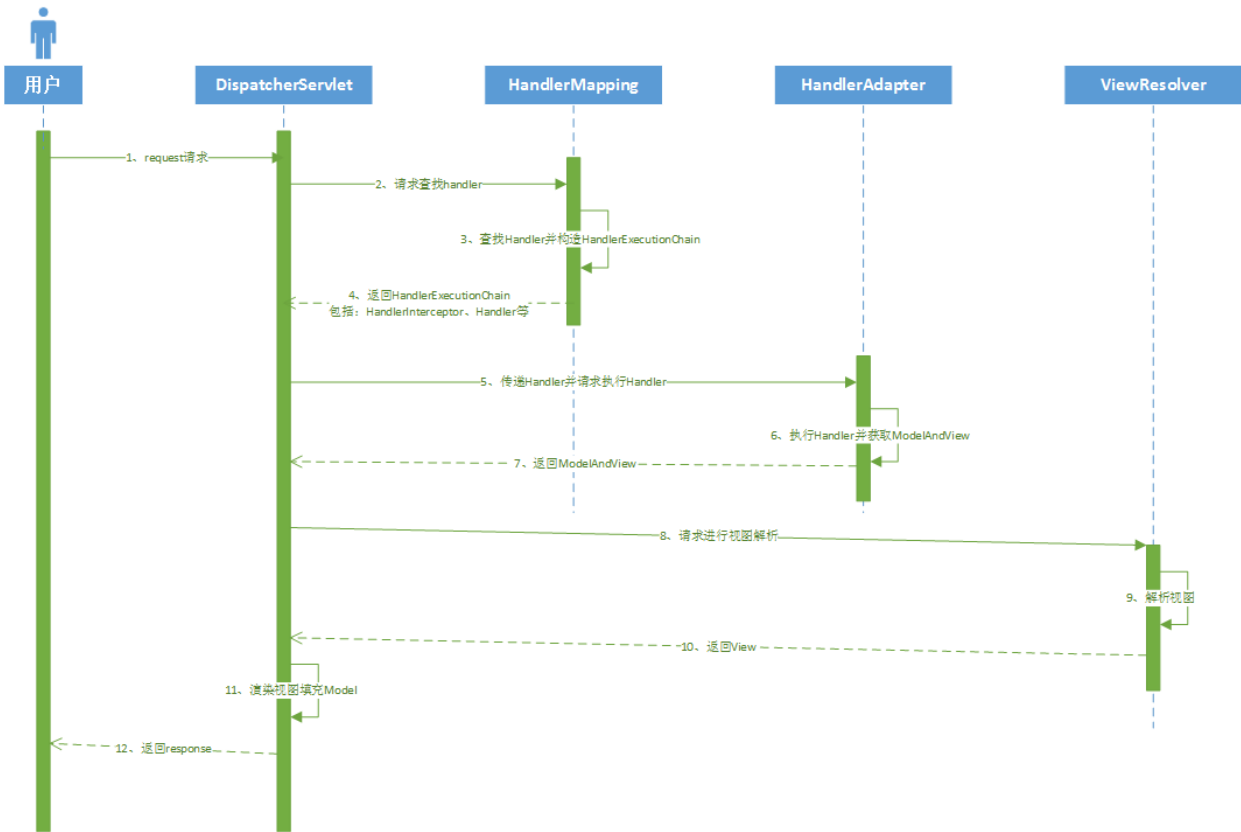 用户
DispatcherServlet
HandlerMapping
HandlerAdapter
ViewResolver
1、request请求
2、请求查找handler
3、查找Handler并构造HandlerExecutionChain
4、返回HandlerExecutionChain
包括：HandlerInterceptor、Handler等
5、传递Handler并请求执行Handler
6、执行Handler并获取ModelAndView
7、返回ModelAndView
8、请求进行视图解析
9、解析视图
10、返回View
11、渲染视图填充Model
12、返回response